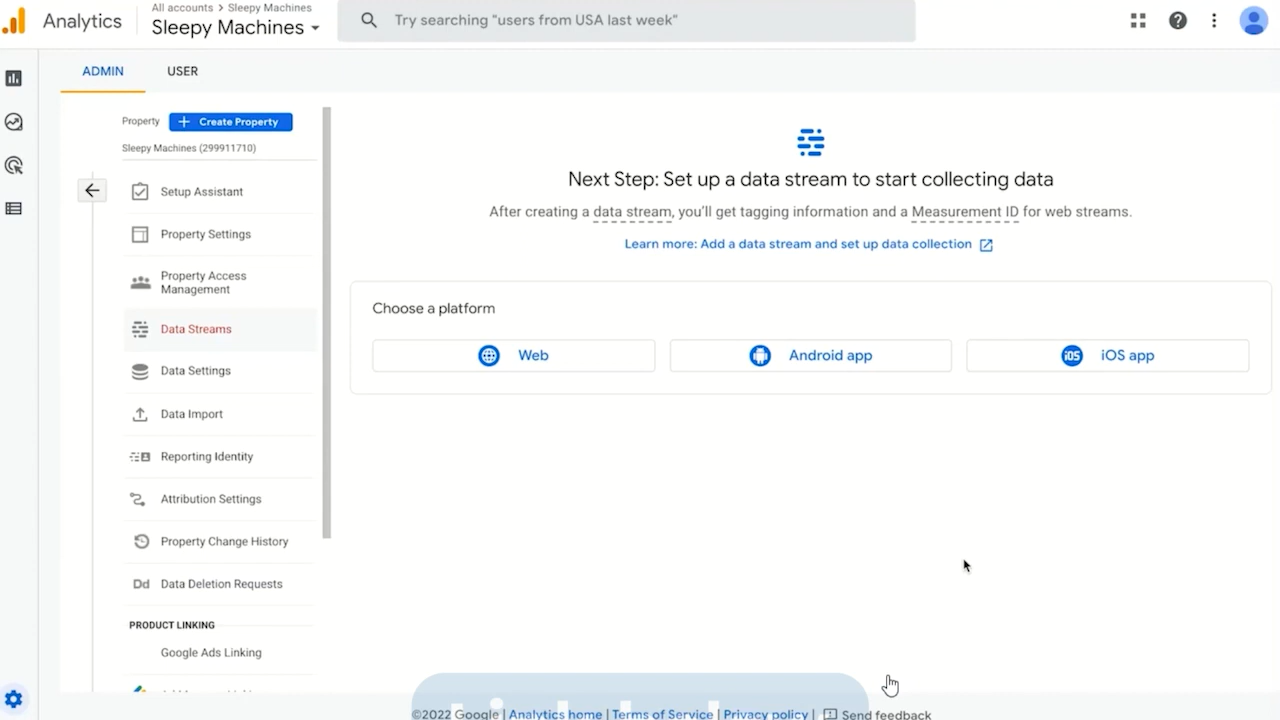 Analytics
All accounts > Sleepy Machines
Sleepy Machines
Try searching "users from USA last week"
ADMIN
USER
Property
+ Create Property
Sleepy Machines (299911710)
Setup Assistant
Property Settings
Property Access
Management
Data Streams
Data Settings
Data Import
Reporting Identity
Attribution Settings
Property Change History
Dd Data Deletion Requests
PRODUCT LINKING
Google Ads Linking
Next Step: Set up a data stream to start collecting data
After creating a data stream, you'll get tagging information and a Measurement ID for web streams.
Learn more: Add a data stream and set up data collection
Choose a platform
Web
Android app
iOS iOS app
©2022 Google | Analytics home | Terms of Service | Privacy policy | Send feedback